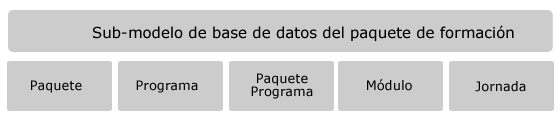 Sub-modelo de base de datos del paquete de formación
Paquete
Programa
Paquete
Programa
Módulo
Jornada